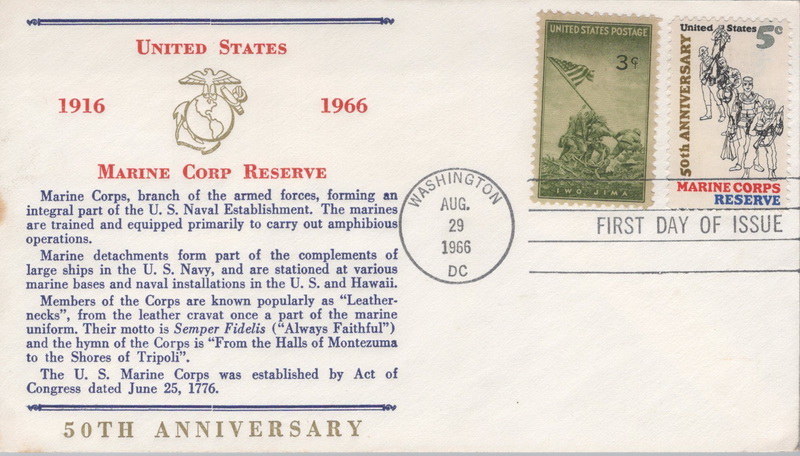 UNITED STATES
1916 1966
MARINE CORP RESERVE
Marine Corps, branch of the armed forces, forming an
integral part of the U. S. Naval Establishment. The marines
are trained and equipped primarily to carry out amphibious
operations.
Marine detachments form part of the complements of
large ships in the U. S. Navy, and are stationed at various
marine bases and naval installations in the U. S. and Hawaii.
Members of the Corps are known popularly as “Leather-
necks”, from the leather cravat once a part of the marine
uniform. Their motto is Semper Fidelis (“Always Faithful”)
and the hymn of the Corps is “From the Halls of Montezuma
to the Shores of Tripoli”.
The U. S. Marine Corps was established by Act of
Congress dated June 25, 1776.
50TH ANNIVERSARY
UNITED STATES POSTAGE
3¢
IWO JIMA
United States 5c
50th ANNIVERSARY
MARINE CORPS
RESERVE
WASHINGTON
AUG.
29
1966
DC
FIRST DAY OF ISSUE